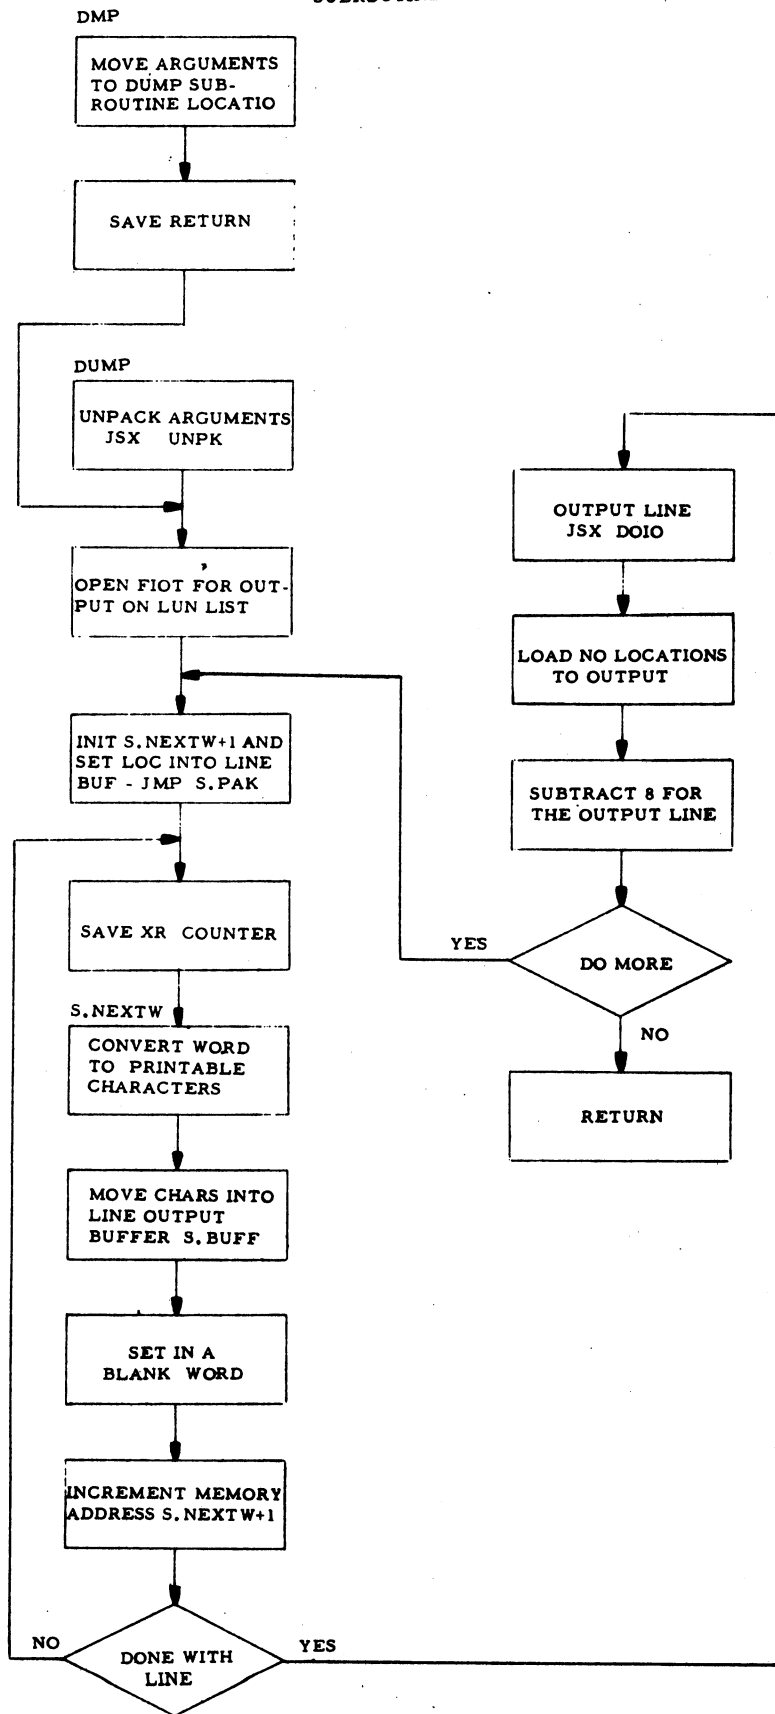 DMP
MOVE ARGUMENTS
TO DUMP SUB-
ROUTINE LOCATIO
SAVE RETURN
DUMP
UNPACK ARGUMENTS
JSX UNPK
OPEN FIOT FOR OUT-
PUT ON LUN LIST
INIT S.NEXTW+1 AND
SET LOC INTO LINE
BUF - JMP S.PAK
SAVE XR COUNTER
S.NEXTW
CONVERT WORD
TO PRINTABLE
CHARACTERS
MOVE CHARS INTO
LINE OUTPUT
BUFFER S.BUFF
SET IN A
BLANK WORD
INCREMENT MEMORY
ADDRESS S.NEXTW+1
NO
DONE WITH
LINE
YES
OUTPUT LINE
JSX DOIO
LOAD NO LOCATIONS
TO OUTPUT
SUBTRACT 8 FOR
THE OUTPUT LINE
YES
DO MORE
NO
RETURN